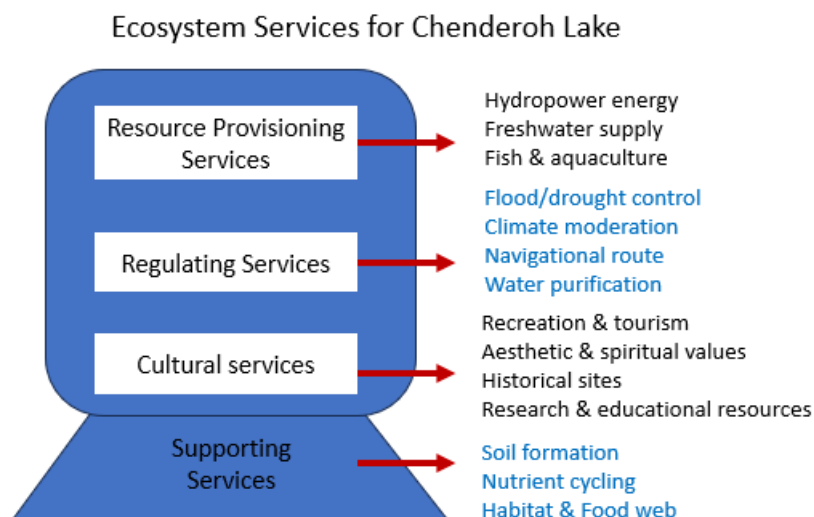 Ecosystem Services for Chenderoh Lake
Resource Provisioning
Services
Hydropower energy
Freshwater supply
Fish & aquaculture
Regulating Services
Flood/drought control
Climate moderation
Navigational route
Water purification
Cultural services
Recreation & tourism
Aesthetic & spiritual values
Historical sites
Research & educational resources
Supporting
Services
Soil formation
Nutrient cycling
Habitat & Food web